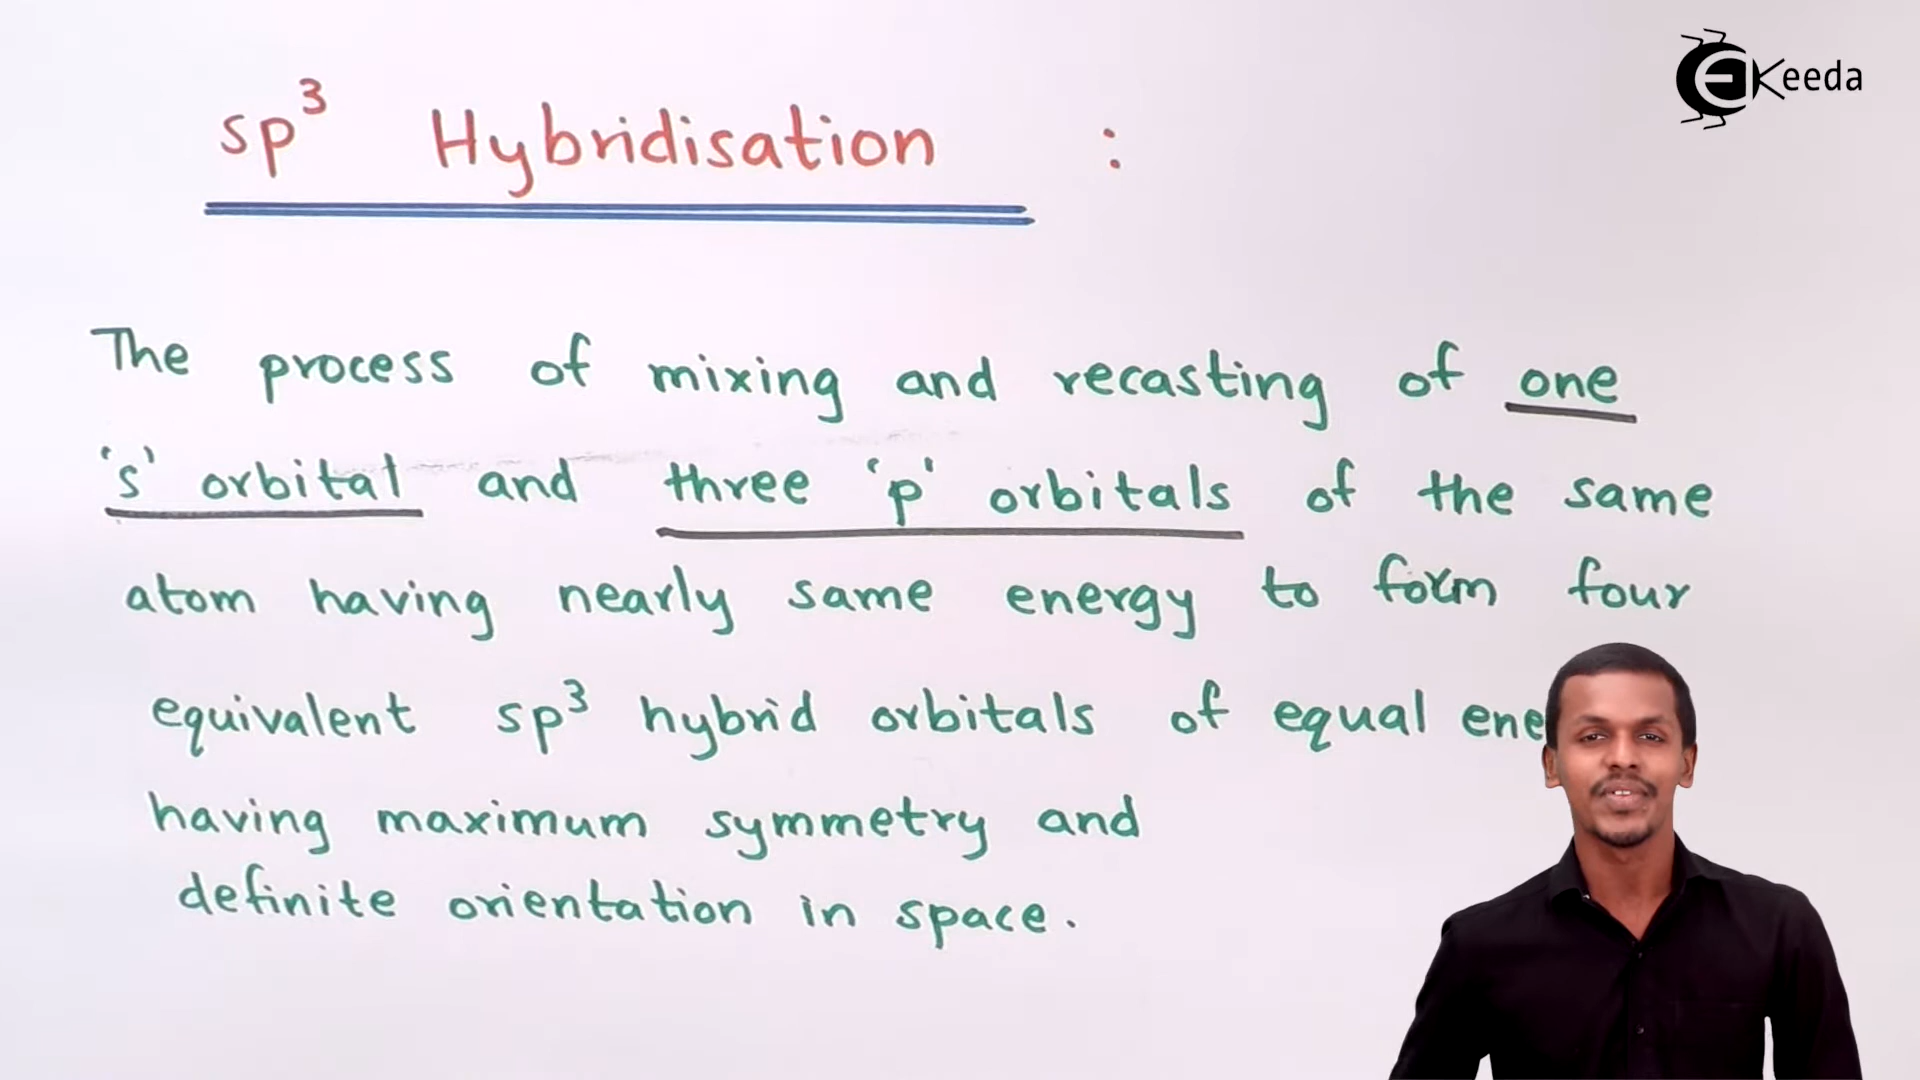 sp³ Hybridisation :
EKeeda
The process of mixing and recasting of one
's' orbital and three 'p' orbitals of the same
atom having nearly same energy to form four
equivalent sp³ hybrid orbitals of equal ene
having maximum symmetry and
definite orientation in space.